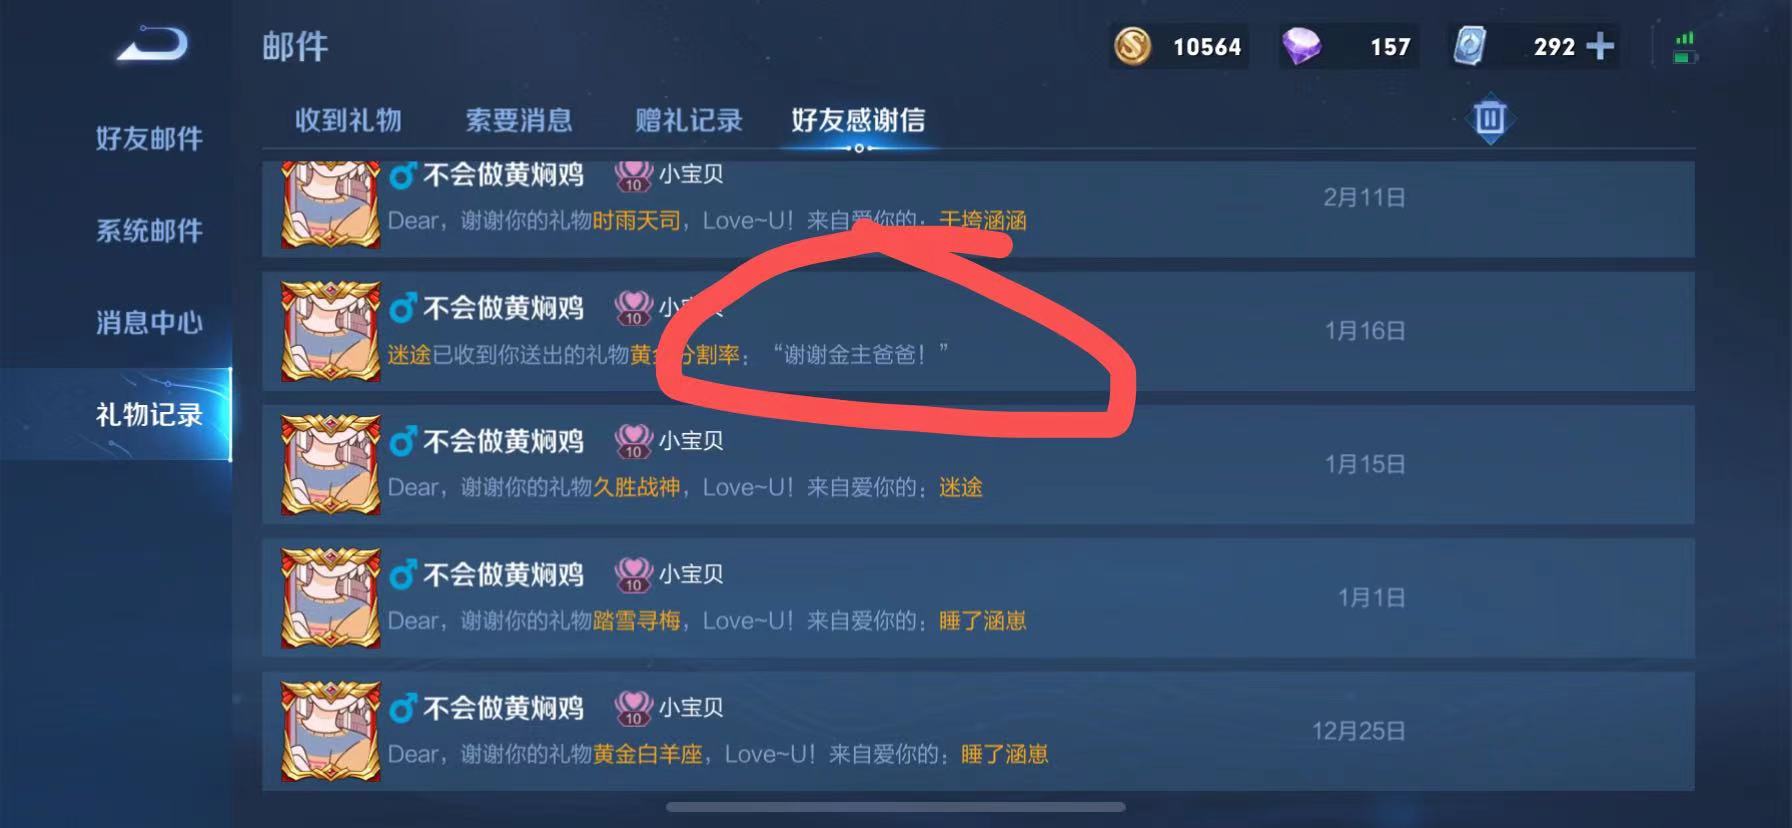 邮件
10564
157
292
好友邮件
系统邮件
消息中心
礼物记录
收到礼物 索要消息 赠礼记录 好友感谢信
不会做黄焖鸡 10 小宝贝
2月11日
Dear，谢谢你的礼物时雨天司，Love~U！来自爱你的：干垮涵涵
不会做黄焖鸡 10 小宝贝
1月16日
迷途已收到你送出的礼物黄金分割率：“谢谢金主爸爸！”
不会做黄焖鸡 10 小宝贝
1月15日
Dear，谢谢你的礼物久胜战神，Love~U！来自爱你的：迷途
不会做黄焖鸡 10 小宝贝
1月1日
Dear，谢谢你的礼物踏雪寻梅，Love~U！来自爱你的：睡了涵崽
不会做黄焖鸡 10 小宝贝
12月25日
Dear，谢谢你的礼物黄金白羊座，Love~U！来自爱你的：睡了涵崽